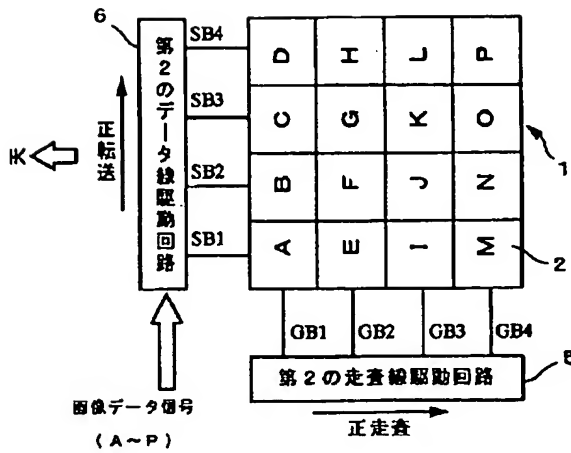 6
天
正転送
第2のデータ線駆動回路
SB4
SB3
SB2
SB1
D H L P
C G K O
B F J N
A E I M
1
2
GB1 GB2 GB3 GB4
第2の走査線駆動回路
5
正走査
画像データ信号
(A～P)